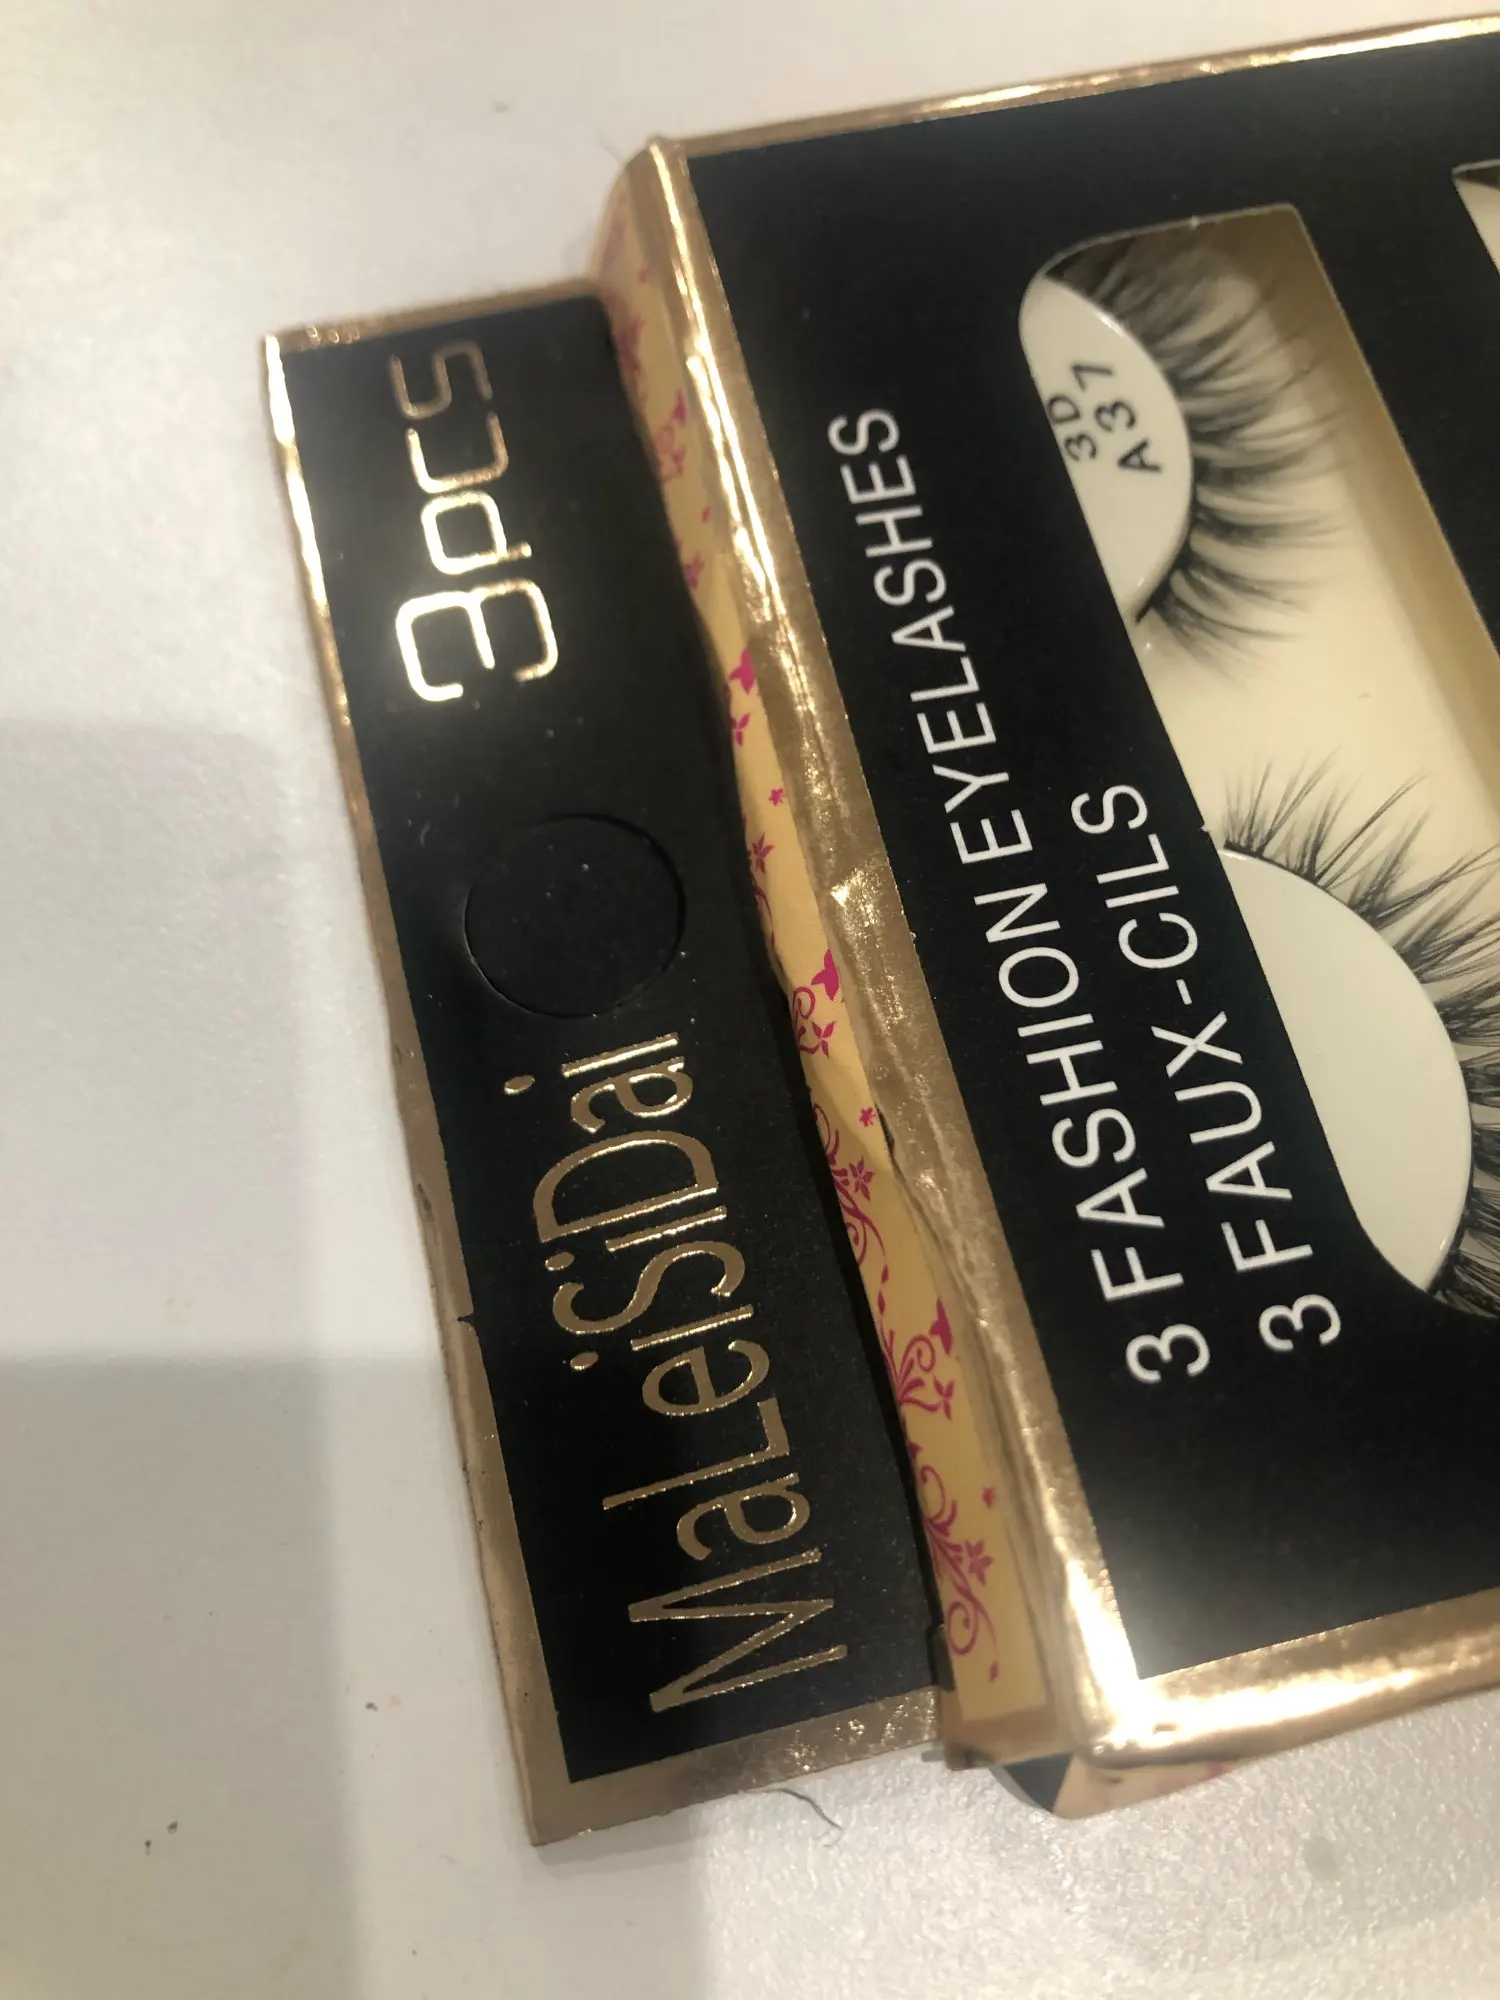 MaLeiSiDai
3pcs
3 FASHION EYELASHES
3 FAUX-CILS
3D
A37